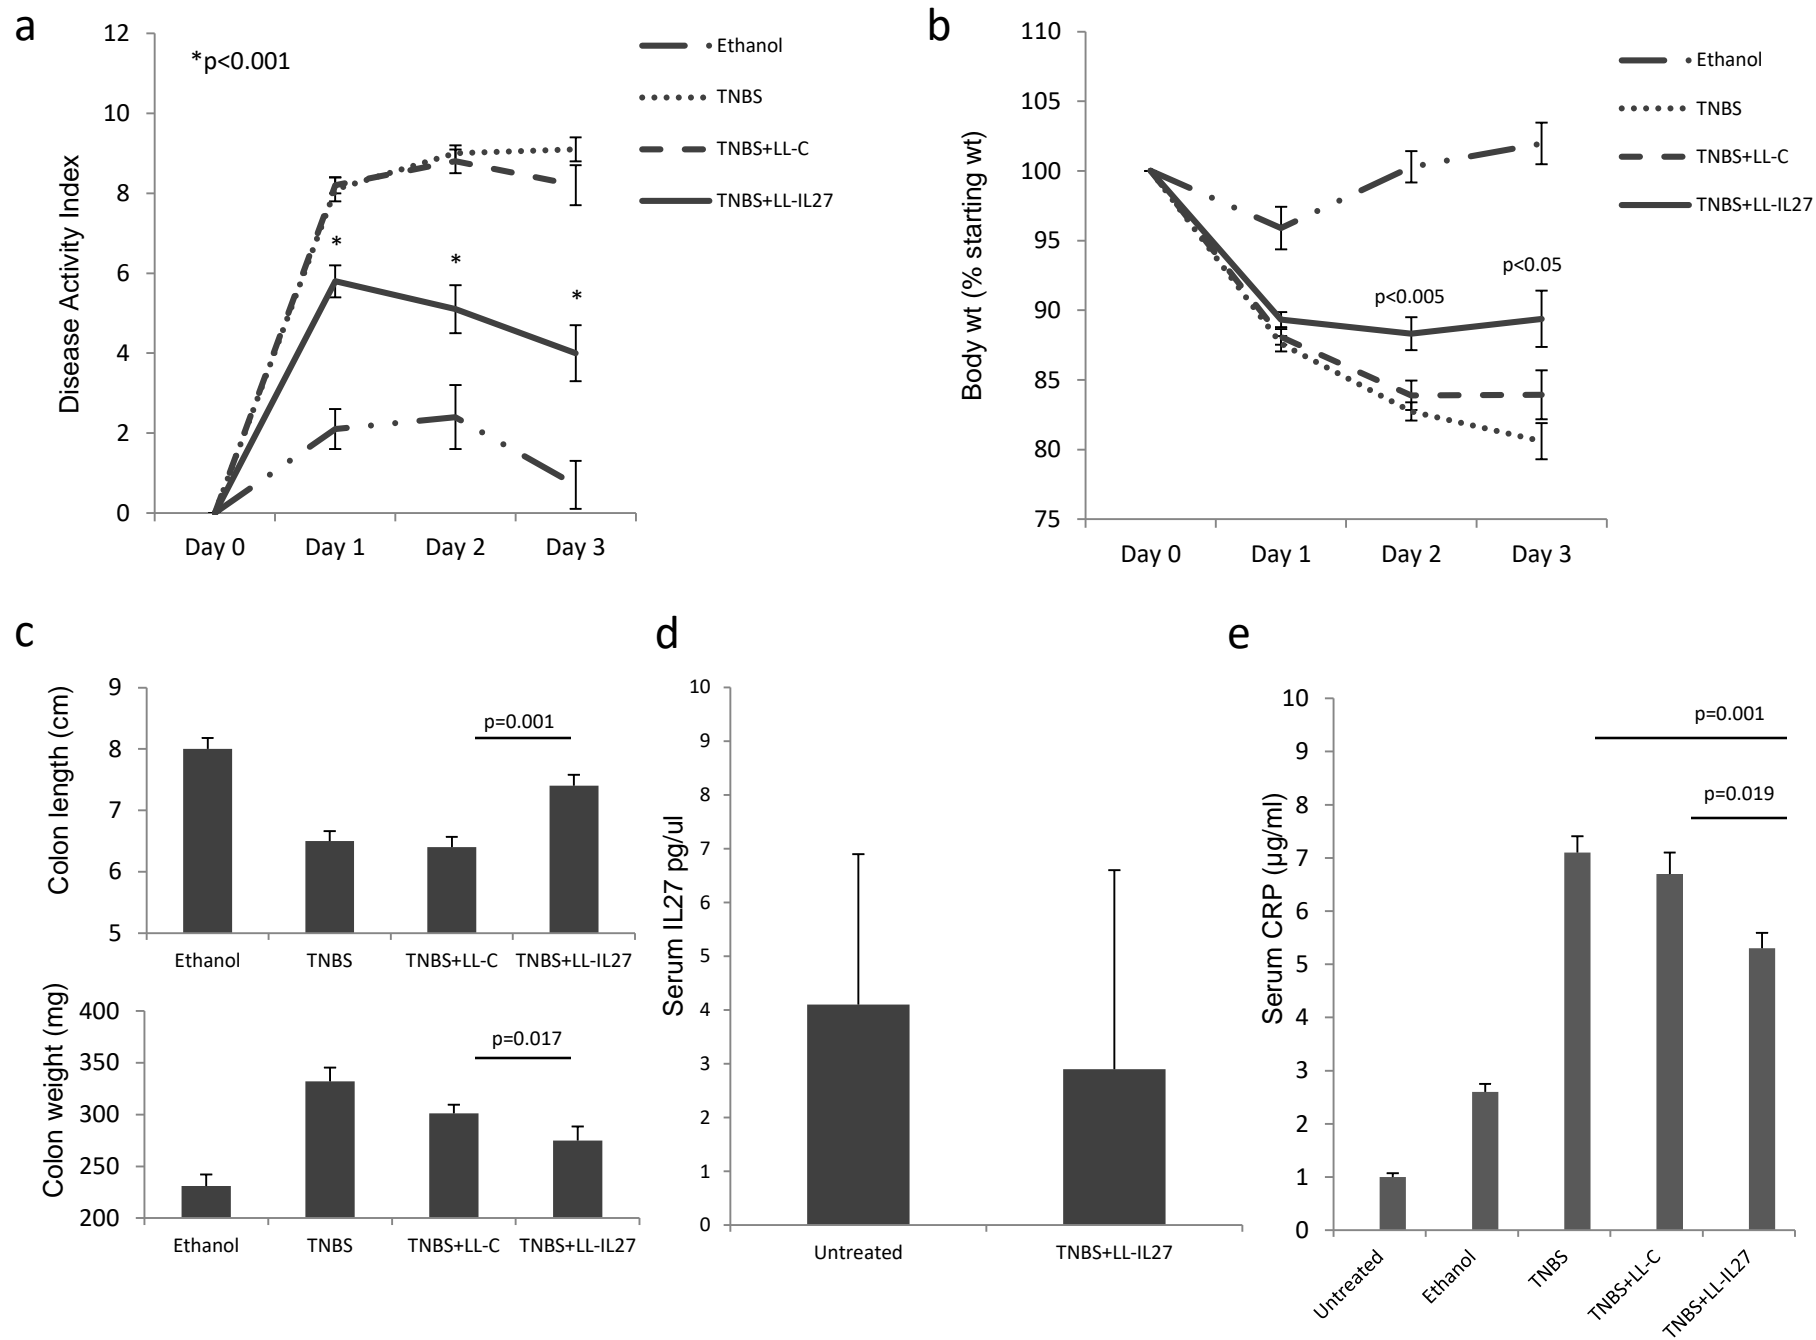 a
Disease Activity Index
12
10
8
6
4
2
0
*p<0.001
*
*
*
Day 0 Day 1 Day 2 Day 3
Ethanol
TNBS
TNBS+LL-C
TNBS+LL-IL27
b
Body wt (% starting wt)
110
105
100
95
90
85
80
75
p<0.005
p<0.05
Day 0 Day 1 Day 2 Day 3
Ethanol
TNBS
TNBS+LL-C
TNBS+LL-IL27
c
Colon length (cm)
9
8
7
6
5
p=0.001
Ethanol TNBS TNBS+LL-C TNBS+LL-IL27
Colon weight (mg)
400
350
300
250
200
p=0.017
Ethanol TNBS TNBS+LL-C TNBS+LL-IL27
d
Serum IL27 pg/ul
10
9
8
7
6
5
4
3
2
1
0
Untreated TNBS+LL-IL27
e
Serum CRP (µg/ml)
10
9
8
7
6
5
4
3
2
1
0
p=0.001
p=0.019
Untreated
Ethanol
TNBS
TNBS+LL-C
TNBS+LL-IL27